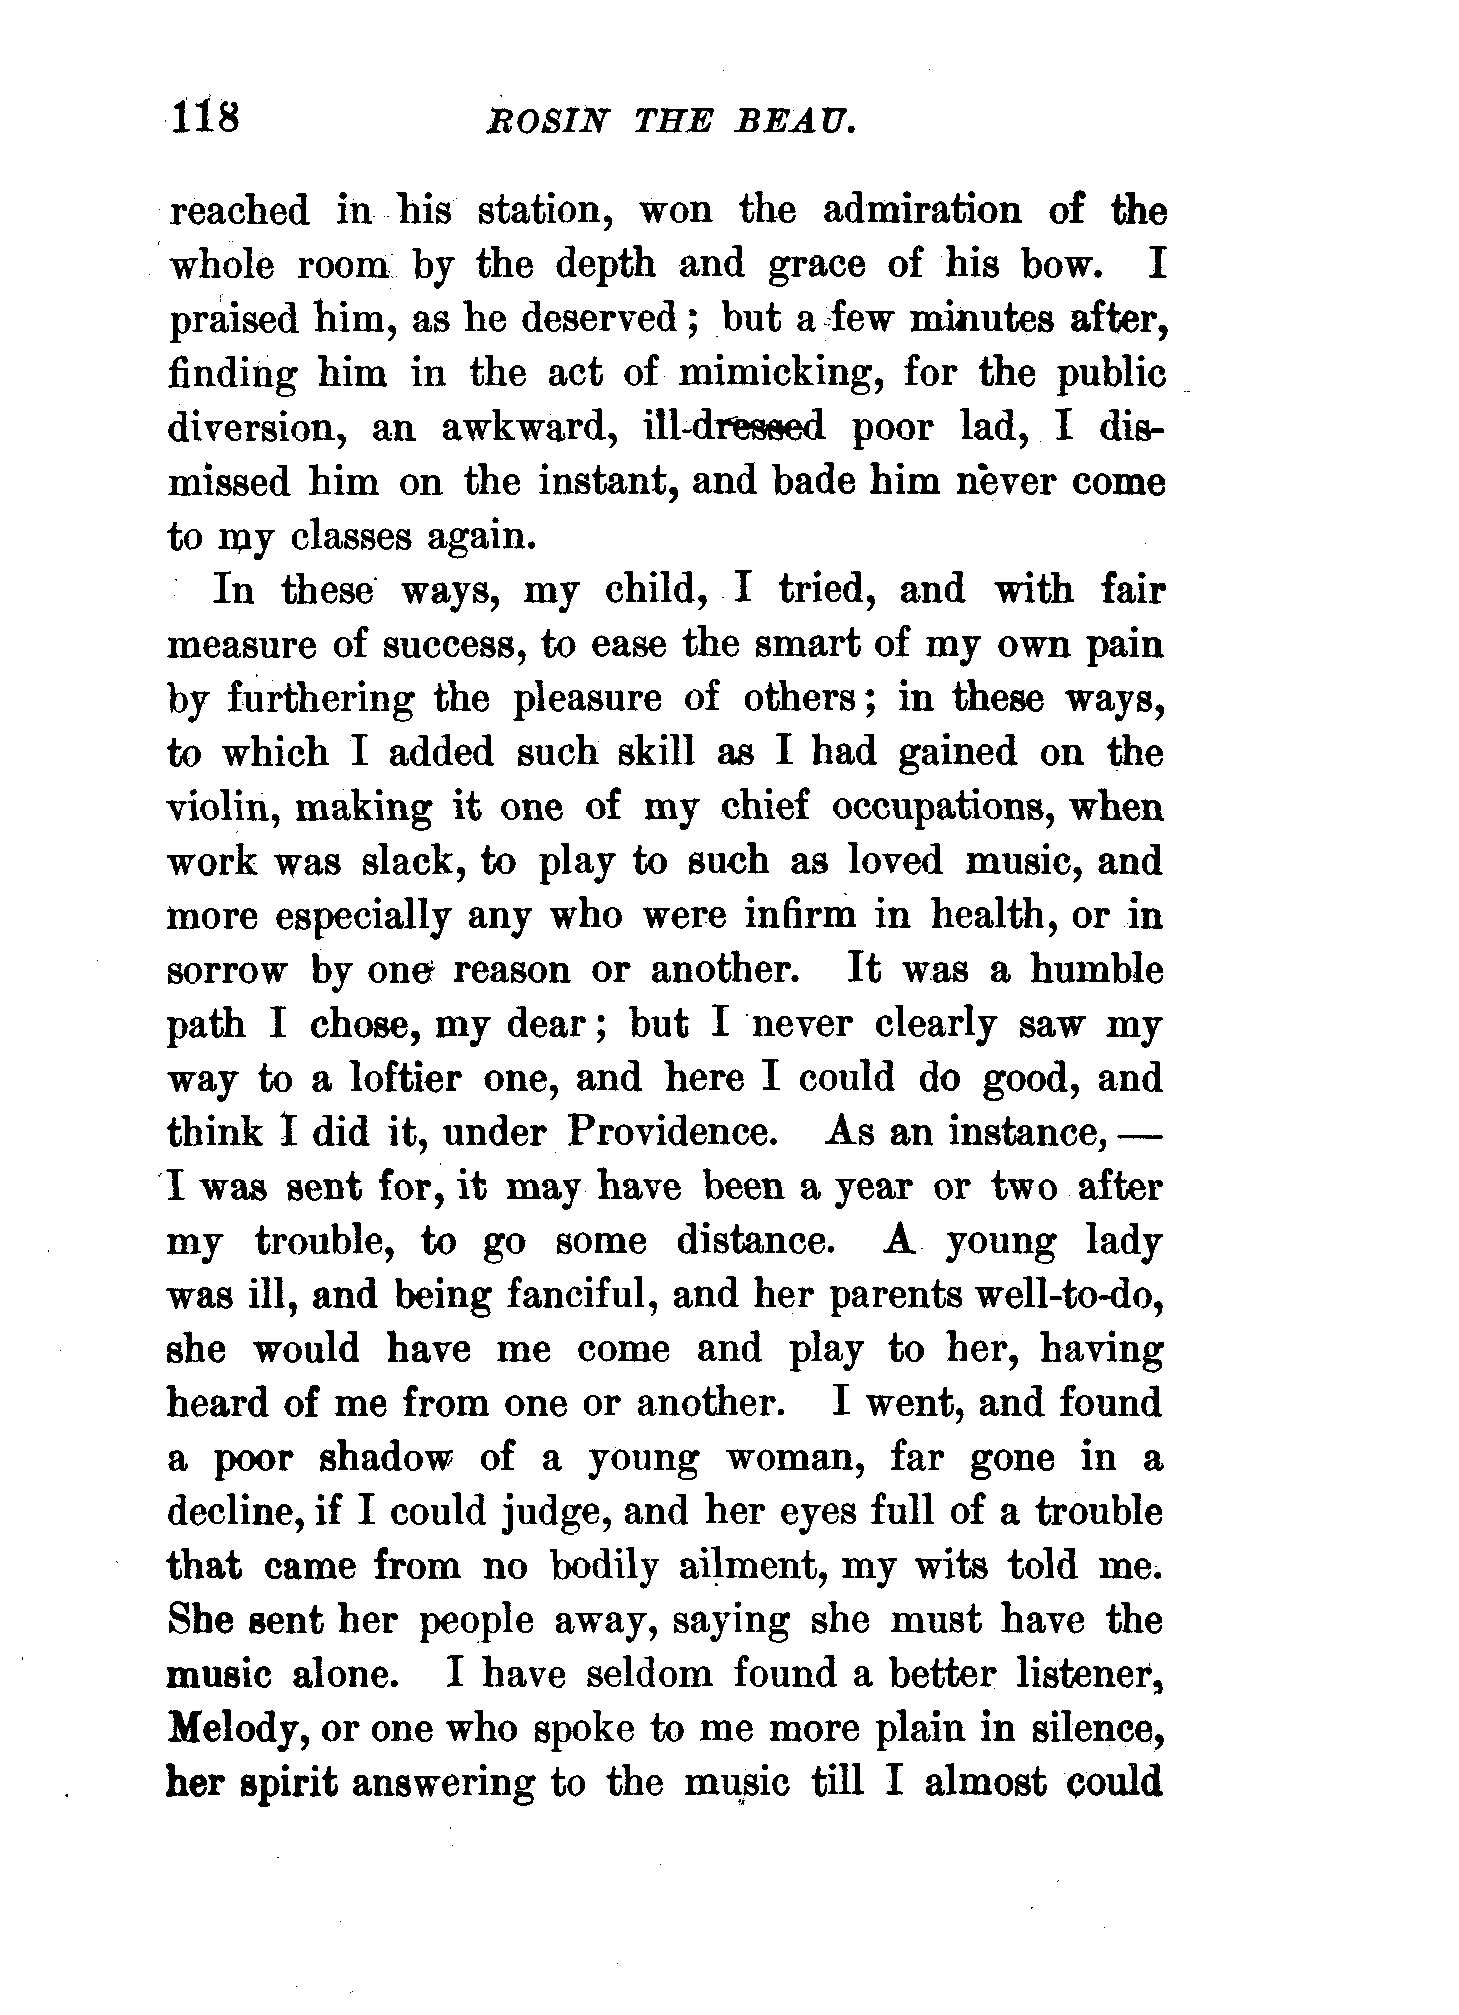 118 ROSIN THE BEAU.
reached in his station, won the admiration of the
whole room by the depth and grace of his bow. I
praised him, as he deserved; but a few minutes after,
finding him in the act of mimicking, for the public
diversion, an awkward, ill-dressed poor lad, I dis-
missed him on the instant, and bade him never come
to my classes again.
In these ways, my child, I tried, and with fair
measure of success, to ease the smart of my own pain
by furthering the pleasure of others; in these ways,
to which I added such skill as I had gained on the
violin, making it one of my chief occupations, when
work was slack, to play to such as loved music, and
more especially any who were infirm in health, or in
sorrow by one reason or another. It was a humble
path I chose, my dear; but I never clearly saw my
way to a loftier one, and here I could do good, and
think I did it, under Providence. As an instance, —
I was sent for, it may have been a year or two after
my trouble, to go some distance. A young lady
was ill, and being fanciful, and her parents well-to-do,
she would have me come and play to her, having
heard of me from one or another. I went, and found
a poor shadow of a young woman, far gone in a
decline, if I could judge, and her eyes full of a trouble
that came from no bodily ailment, my wits told me.
She sent her people away, saying she must have the
music alone. I have seldom found a better listener,
Melody, or one who spoke to me more plain in silence,
her spirit answering to the music till I almost could